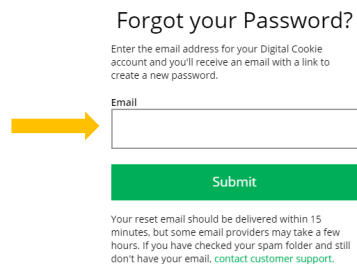 Forgot your Password?
Enter the email address for your Digital Cookie
account and you'll receive an email with a link to
create a new password.
Email
Submit
Your reset email should be delivered within 15
minutes, but some email providers may take a few
hours. If you have checked your spam folder and still
don't have your email, contact customer support.